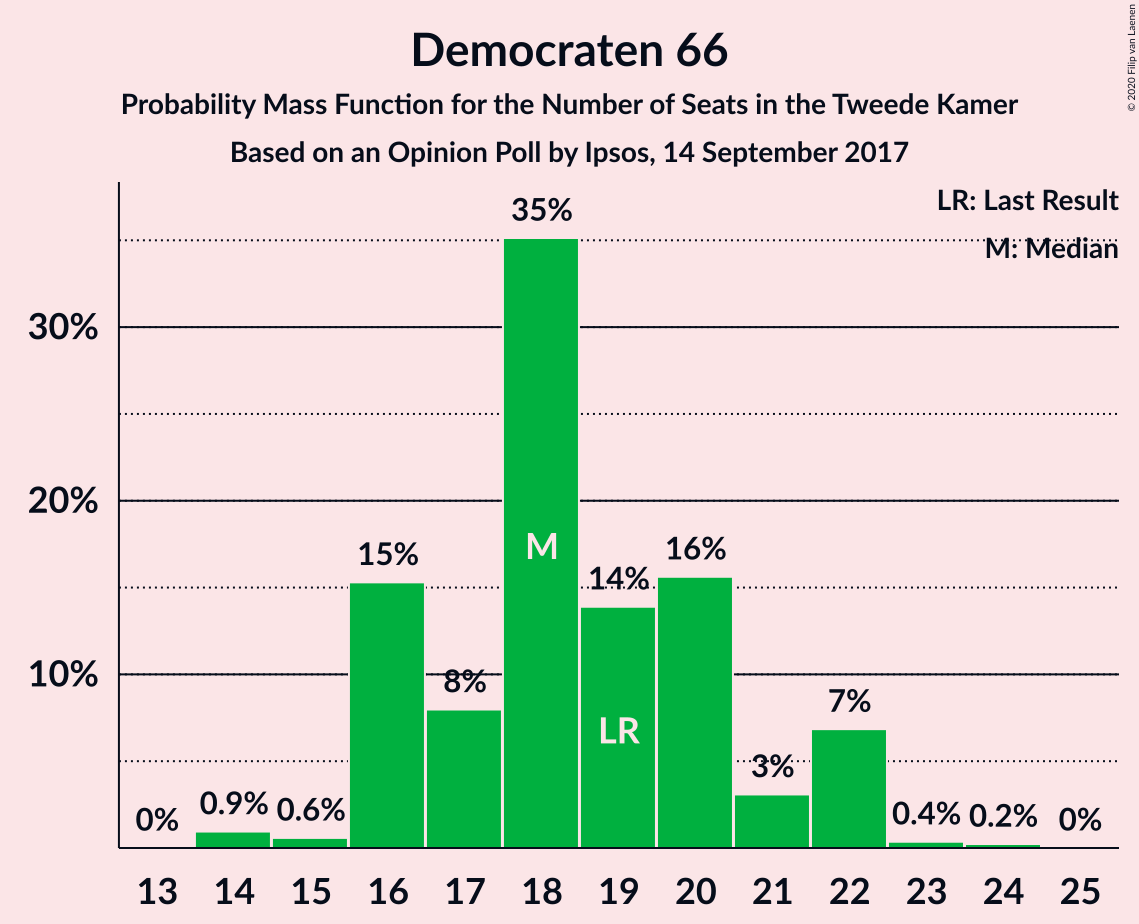 Democraten 66
Probability Mass Function for the Number of Seats in the Tweede Kamer
Based on an Opinion Poll by Ipsos, 14 September 2017
© 2020 Filip van Laenen
LR: Last Result
M: Median
30%
20%
10%
0%
0.9%
0.6%
15%
8%
35%
14%
16%
3%
7%
0.4%
0.2%
0%
M
LR
13 14 15 16 17 18 19 20 21 22 23 24 25